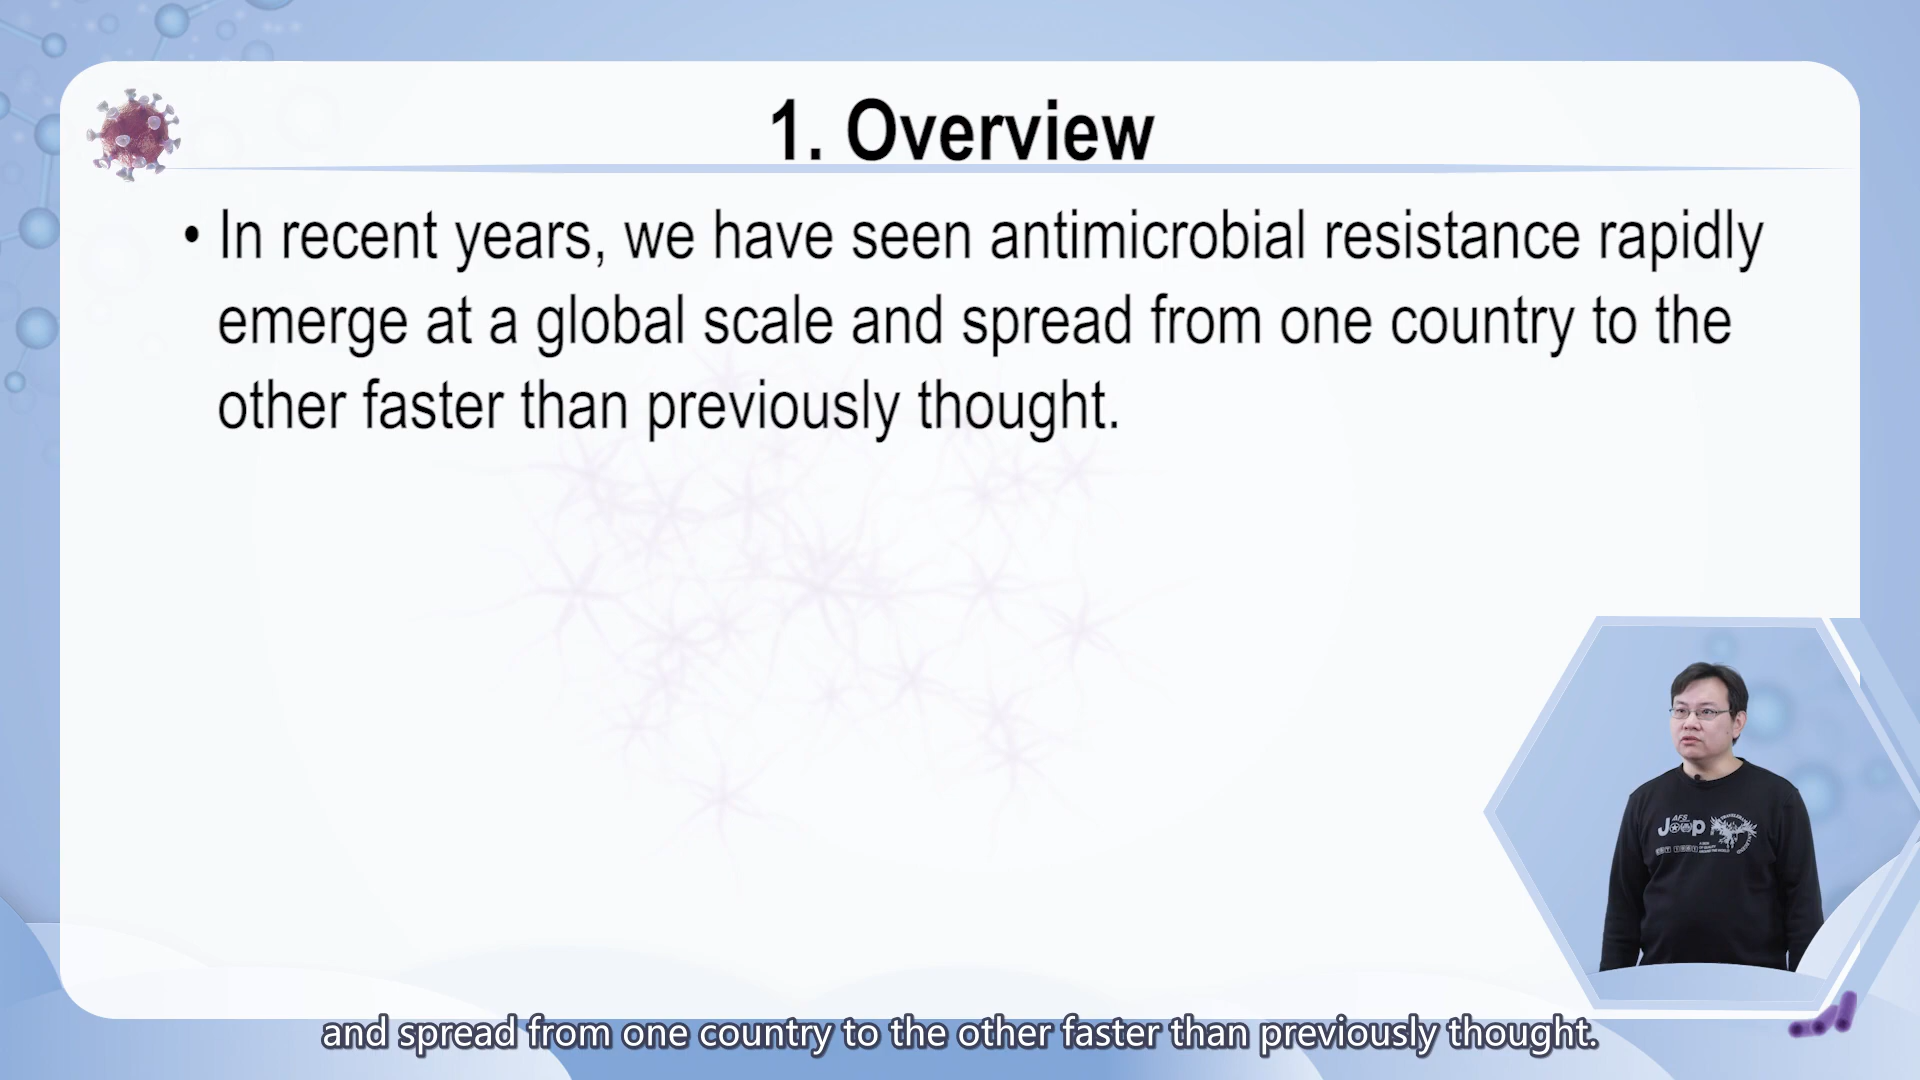 1. Overview
• In recent years, we have seen antimicrobial resistance rapidly
emerge at a global scale and spread from one country to the
other faster than previously thought.
AFS
Jeep
and spread from one country to the other faster than previously thought.